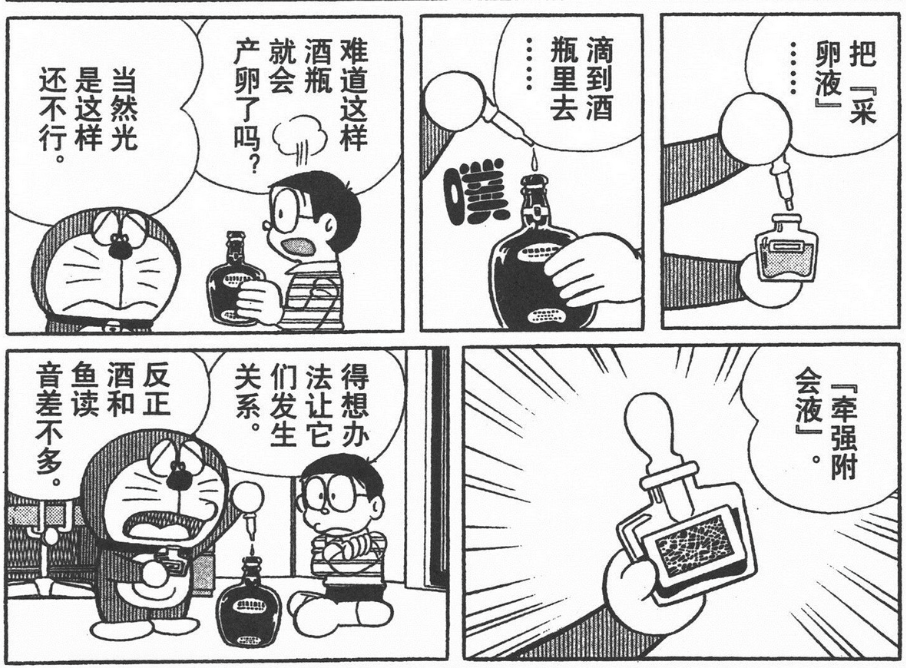 把『采
卵液』
……
滴到酒
瓶里去
……
噗
难道这样
酒瓶
就会
产卵了吗？
当然光
是这样
还不行。
『牵强附
会液』。
得想办
法让它
们发生
关系。
反正
酒和
鱼读
音差不多。